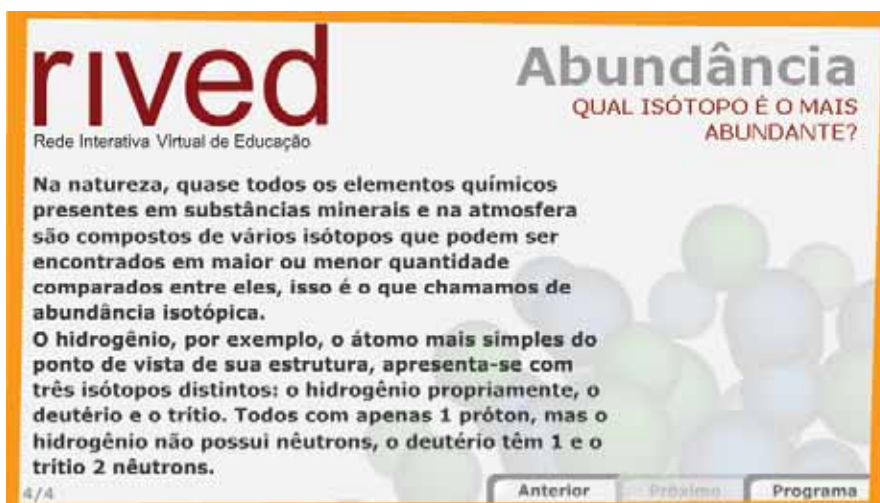 rived
Rede Interativa Virtual de Educação
Abundância
QUAL ISÓTOPO É O MAIS
ABUNDANTE?
Na natureza, quase todos os elementos químicos
presentes em substâncias minerais e na atmosfera
são compostos de vários isótopos que podem ser
encontrados em maior ou menor quantidade
comparados entre eles, isso é o que chamamos de
abundância isotópica.
O hidrogênio, por exemplo, o átomo mais simples do
ponto de vista de sua estrutura, apresenta-se com
três isótopos distintos: o hidrogênio propriamente, o
deutério e o trítio. Todos com apenas 1 próton, mas o
hidrogênio não possui nêutrons, o deutério têm 1 e o
trítio 2 nêutrons.
4/4
Anterior
Próximo
Programa